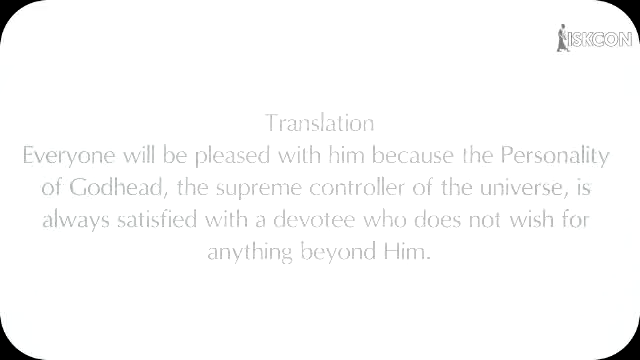 ISKCON
Translation
Everyone will be pleased with him because the Personality
of Godhead, the supreme controller of the universe, is
always satisfied with a devotee who does not wish for
anything beyond Him.